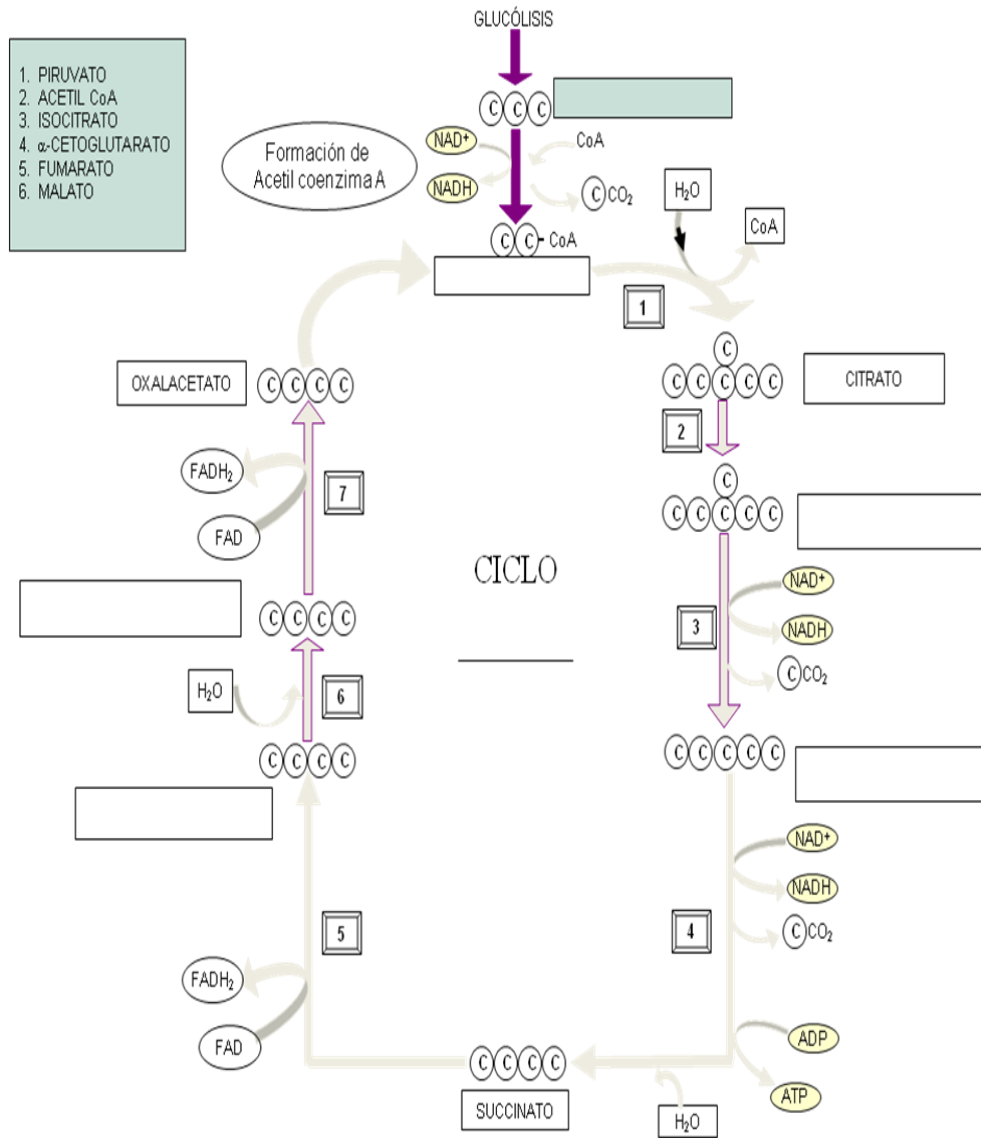 GLUCÓLISIS
1. PIRUVATO
2. ACETIL CoA
3. ISOCITRATO
4. α-CETOGLUTARATO
5. FUMARATO
6. MALATO
C C C
Formación de
Acetil coenzima A
NAD+
CoA
NADH
C CO₂
C C - CoA
H₂O
CoA
1
OXALACETATO
C C C C
C
C C C C C
CITRATO
2
FADH₂
7
FAD
C
C C C C C
CICLO
NAD+
3
NADH
C CO₂
C C C C
H₂O
6
C C C C
C C C C C
NAD+
NADH
5
4
C CO₂
FADH₂
FAD
ADP
ATP
C C C C
SUCCINATO
H₂O